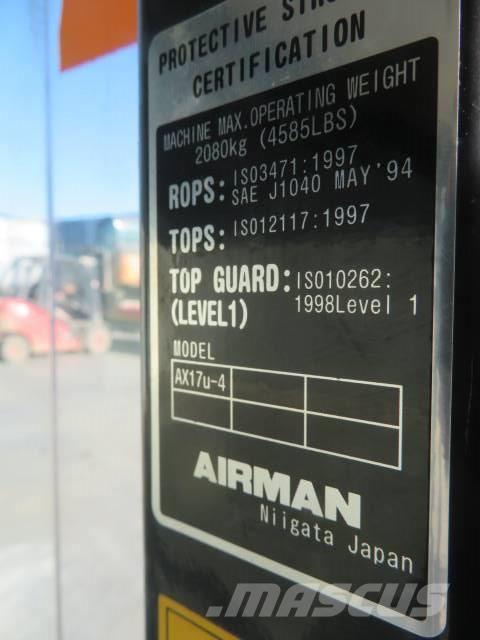 PROTECTIVE STR
CERTIFICATION
MACHINE MAX.OPERATING WEIGHT
2080kg (4585LBS)
ROPS: ISO3471:1997
SAE J1040 MAY'94
TOPS: ISO12117:1997
TOP GUARD: ISO10262:
(LEVEL1) 1998Level 1
MODEL
AX17u-4
AIRMAN
Niigata Japan
MASCUS